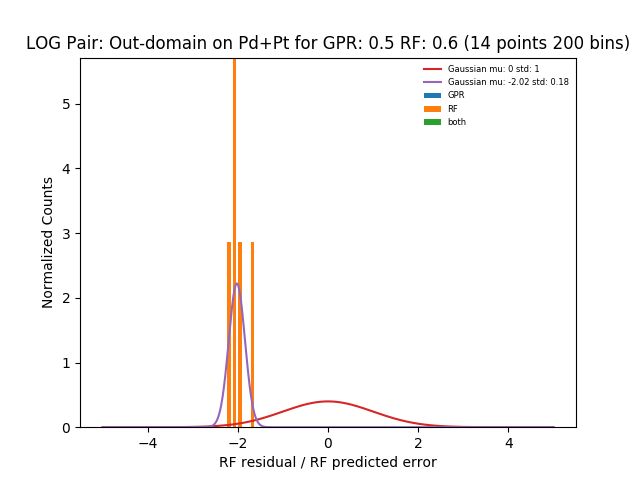 LOG Pair: Out-domain on Pd+Pt for GPR: 0.5 RF: 0.6 (14 points 200 bins)
Gaussian mu: 0 std: 1
Gaussian mu: -2.02 std: 0.18
GPR
RF
both
Normalized Counts
5
4
3
2
1
0
−4
−2
0
2
4
RF residual / RF predicted error